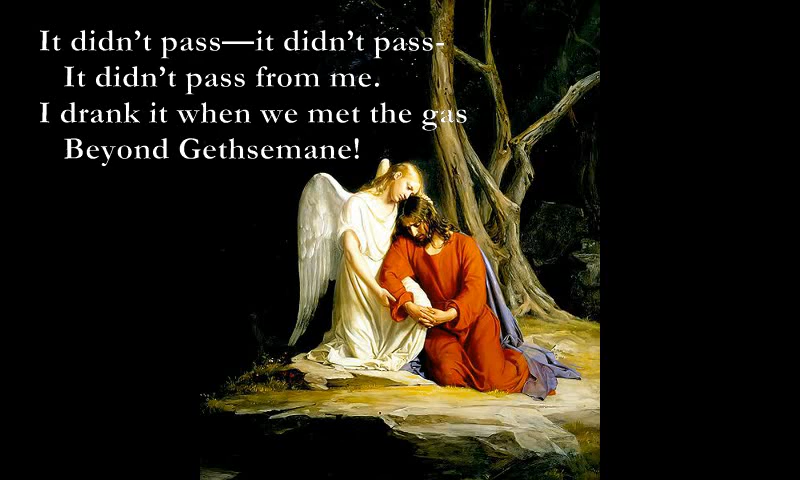 It didn’t pass—it didn’t pass-
It didn’t pass from me.
I drank it when we met the gas
Beyond Gethsemane!